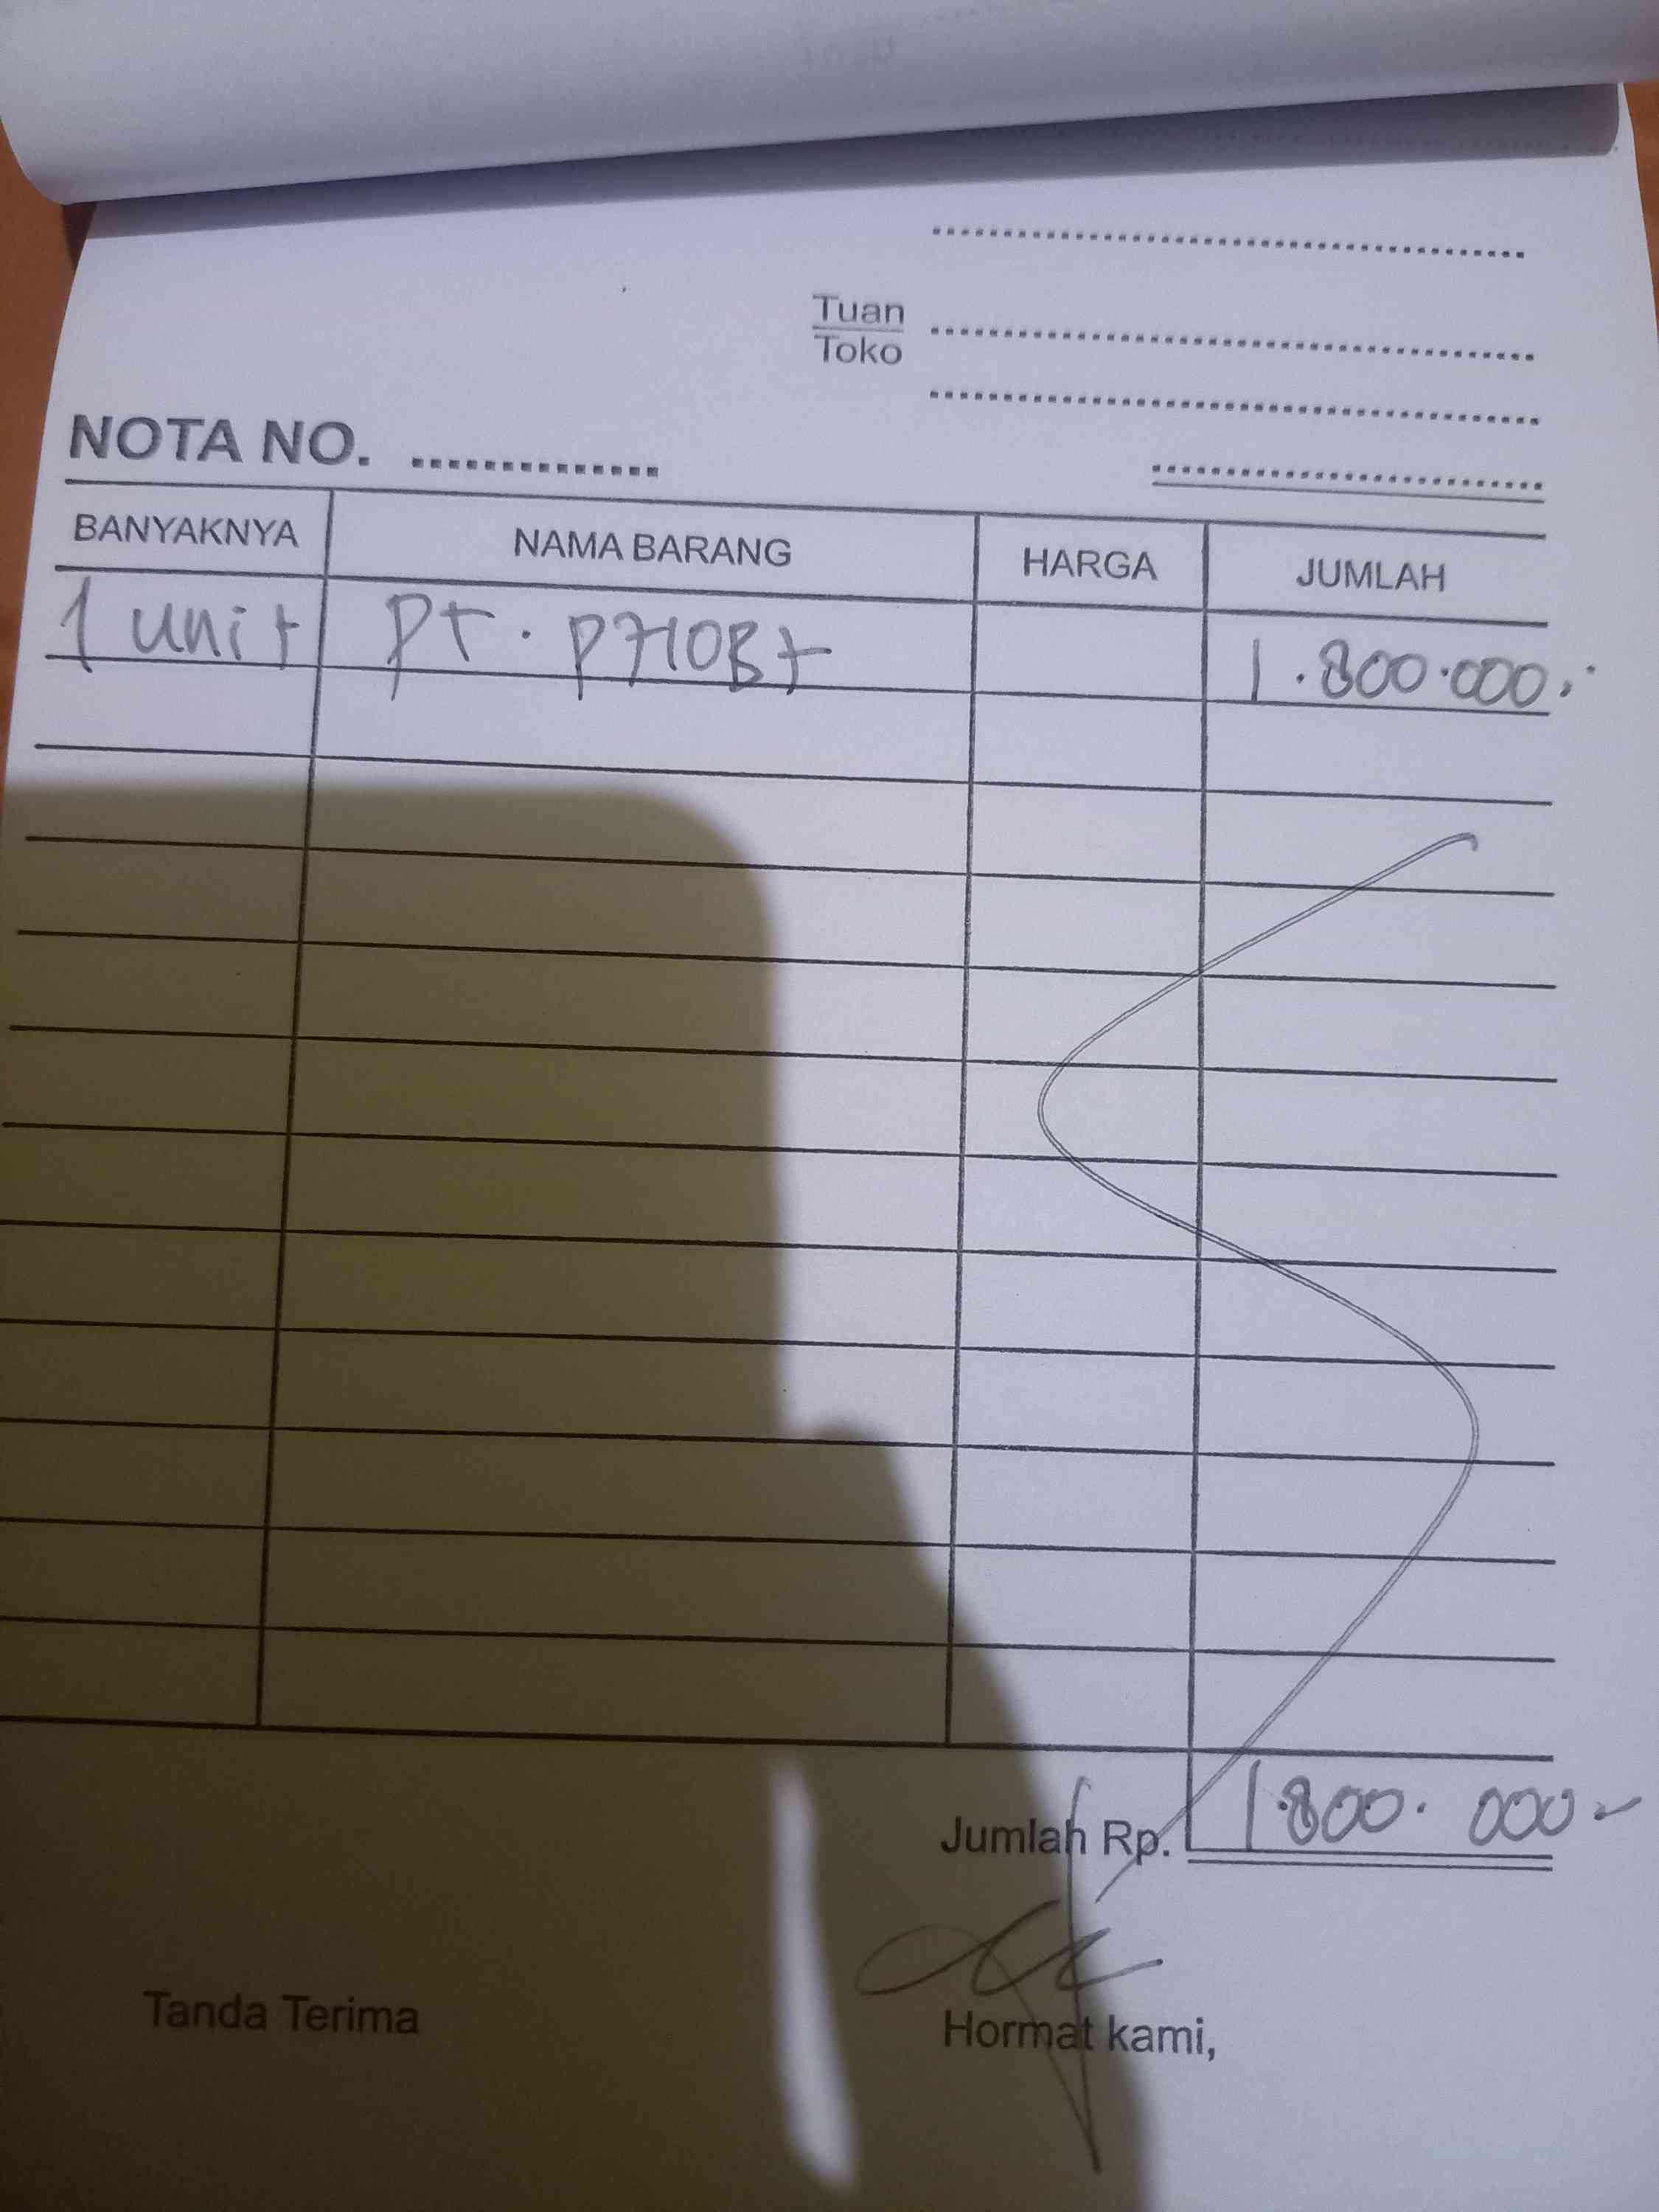 Tuan
Toko
NOTA NO. ..............
BANYAKNYA NAMA BARANG HARGA JUMLAH
1 unit PT. P710Bt 1.800.000,-
Jumlah Rp. 1.800.000-
Tanda Terima Hormat kami,